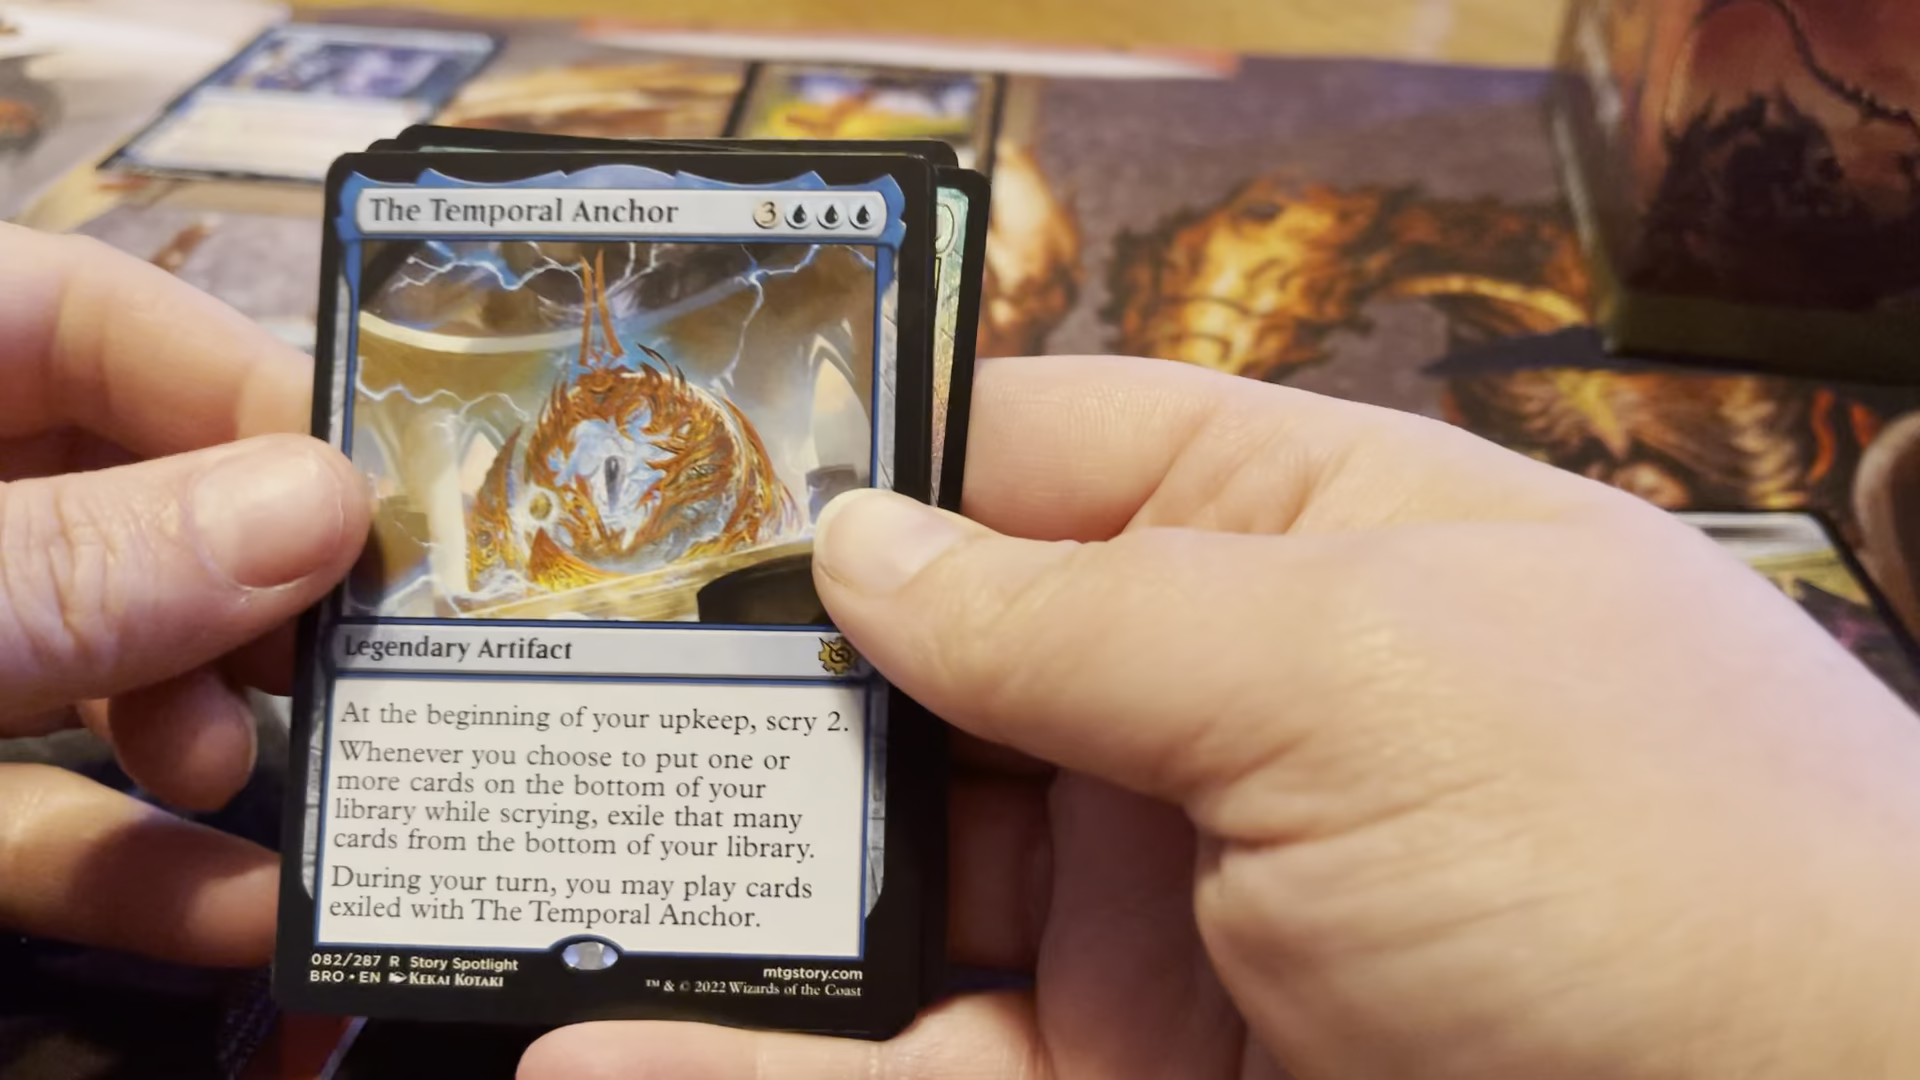 The Temporal Anchor 3
Legendary Artifact
At the beginning of your upkeep, scry 2.
Whenever you choose to put one or
more cards on the bottom of your
library while scrying, exile that many
cards from the bottom of your library.
During your turn, you may play cards
exiled with The Temporal Anchor.
082/287 R Story Spotlight
BRO • EN Kekai Kotaki
mtgstory.com
™ & © 2022 Wizards of the Coast